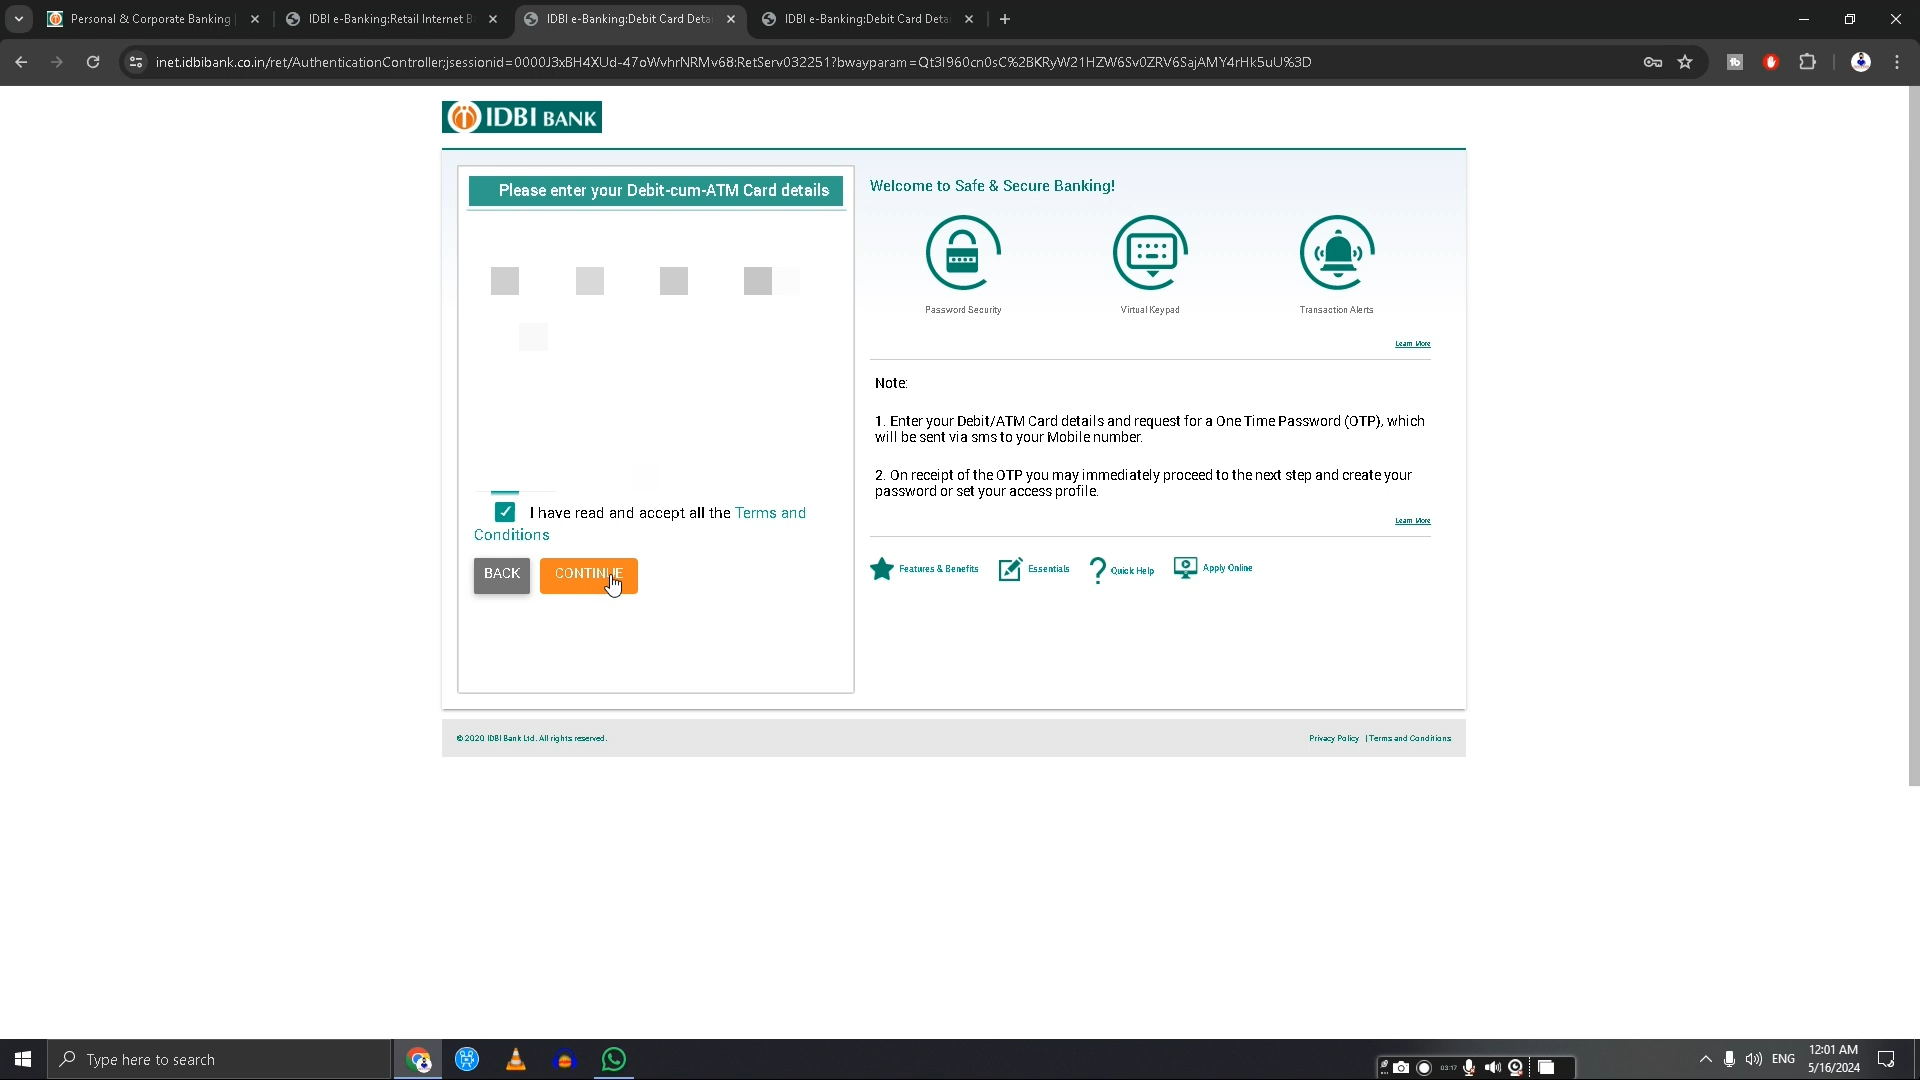 Personal & Corporate Banking
IDBI e-Banking:Retail Internet B
IDBI e-Banking:Debit Card Deta
IDBI e-Banking:Debit Card Deta
inet.idbibank.co.in/ret/AuthenticationController;jsessionid=0000J3xBH4XUd-47oWvhrNRMv68:RetServ032251?bwayparam=Qt3I960cn0sC%2BKRyW21HZW6Sv0ZRV6SajAMY4rHk5uU%3D
IDBI BANK
Please enter your Debit-cum-ATM Card details
I have read and accept all the Terms and
Conditions
BACK
CONTINUE
Welcome to Safe & Secure Banking!
Password Security
Virtual Keypad
Transaction Alerts
Learn More
Note:
1. Enter your Debit/ATM Card details and request for a One Time Password (OTP), which
will be sent via sms to your Mobile number.
2. On receipt of the OTP you may immediately proceed to the next step and create your
password or set your access profile.
Learn More
Features & Benefits
Essentials
Quick Help
Apply Online
© 2020 IDBI Bank Ltd. All rights reserved.
Privacy Policy | Terms and Conditions
Type here to search
03:17
ENG
12:01 AM
5/16/2024